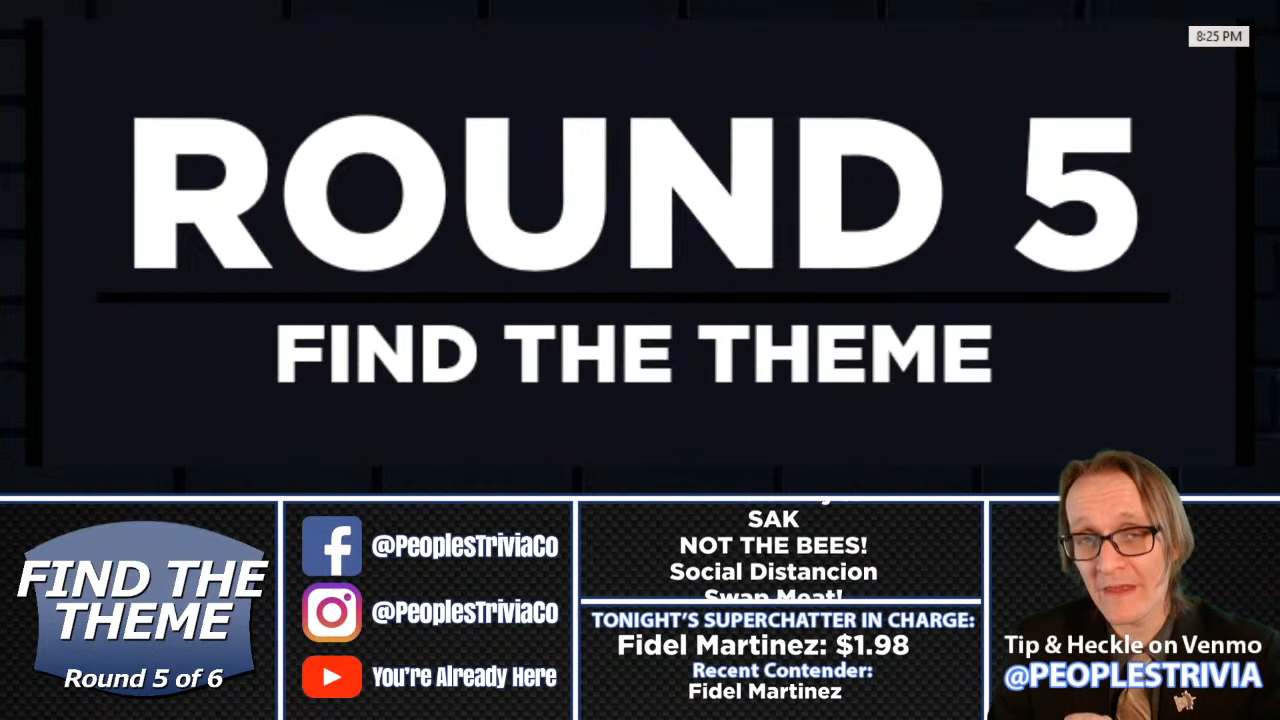 8:25 PM
ROUND 5
FIND THE THEME
FIND THE
THEME
Round 5 of 6
@PeoplesTriviaCo
@PeoplesTriviaCo
You're Already Here
SAK
NOT THE BEES!
Social Distancion
Swap Meat!
TONIGHT'S SUPERCHATTER IN CHARGE:
Fidel Martinez: $1.98
Recent Contender:
Fidel Martinez
Tip & Heckle on Venmo
@PEOPLESTRIVIA